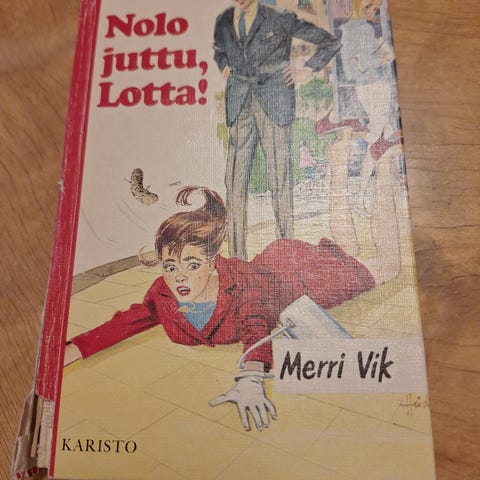 Nolo
juttu,
Lotta!
Merri Vik
KARISTO